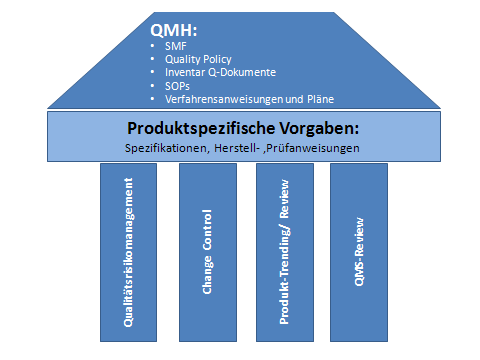 QMH:
• SMF
• Quality Policy
• Inventar Q-Dokumente
• SOPs
• Verfahrensanweisungen und Pläne
Produktspezifische Vorgaben:
Spezifikationen, Herstell- ,Prüfanweisungen
Qualitätsrisikomanagement
Change Control
Produkt-Trending/ Review
QMS-Review